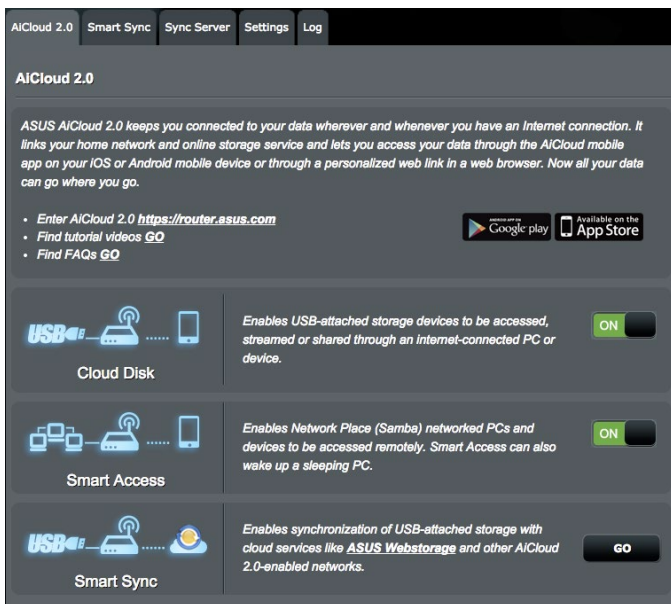 AiCloud 2.0 Smart Sync Sync Server Settings Log
AiCloud 2.0
ASUS AiCloud 2.0 keeps you connected to your data wherever and whenever you have an Internet connection. It
links your home network and online storage service and lets you access your data through the AiCloud mobile
app on your iOS or Android mobile device or through a personalized web link in a web browser. Now all your data
can go where you go.
• Enter AiCloud 2.0 https://router.asus.com
• Find tutorial videos GO
• Find FAQs GO
ANDROID APP ON
Google play
Available on the
App Store
USB
Cloud Disk
Enables USB-attached storage devices to be accessed,
streamed or shared through an internet-connected PC or
device.
ON
Smart Access
Enables Network Place (Samba) networked PCs and
devices to be accessed remotely. Smart Access can also
wake up a sleeping PC.
ON
USB
Smart Sync
Enables synchronization of USB-attached storage with
cloud services like ASUS Webstorage and other AiCloud
2.0-enabled networks.
GO